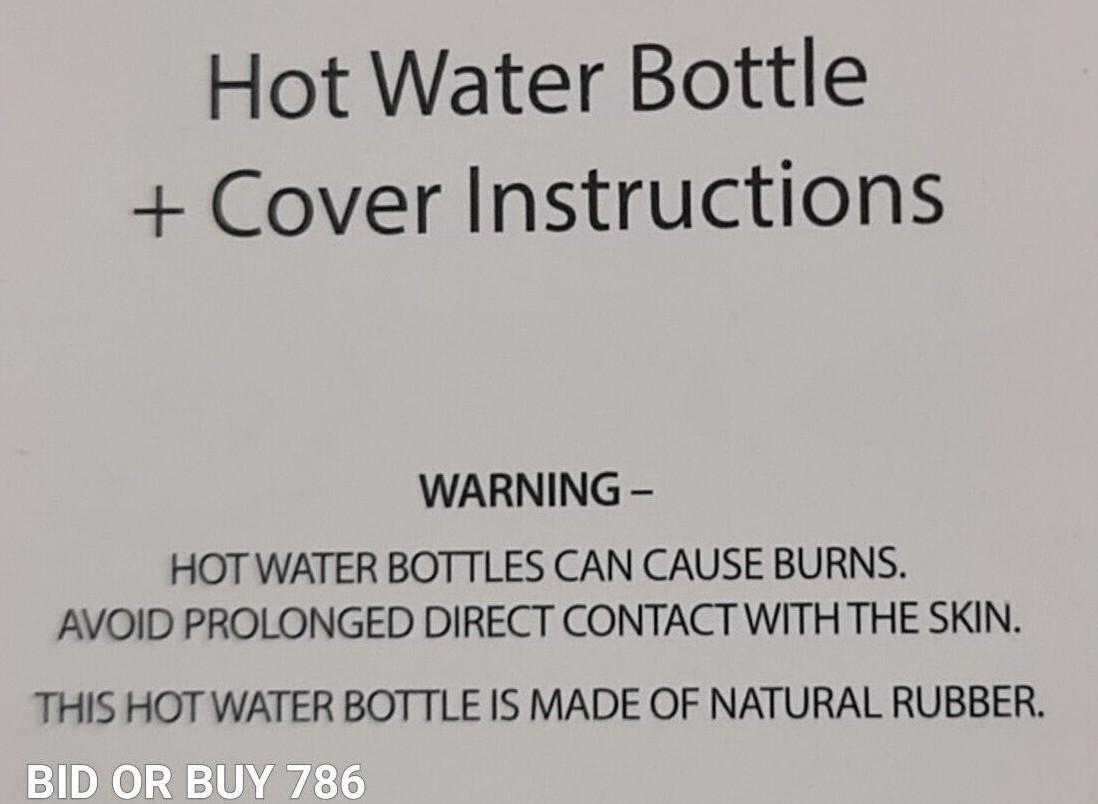 Hot Water Bottle
+ Cover Instructions
WARNING –
HOT WATER BOTTLES CAN CAUSE BURNS.
AVOID PROLONGED DIRECT CONTACT WITH THE SKIN.
THIS HOT WATER BOTTLE IS MADE OF NATURAL RUBBER.
BID OR BUY 786